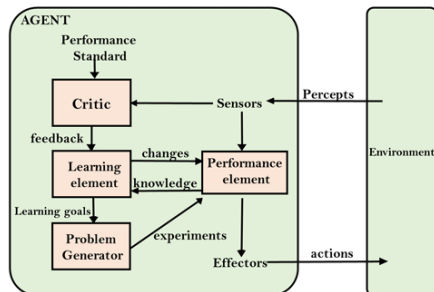 AGENT
Performance
Standard
Critic
Sensors
Percepts
feedback
changes
Learning
element
Performance
element
Environment
knowledge
Learning goals
Problem
Generator
experiments
Effectors
actions